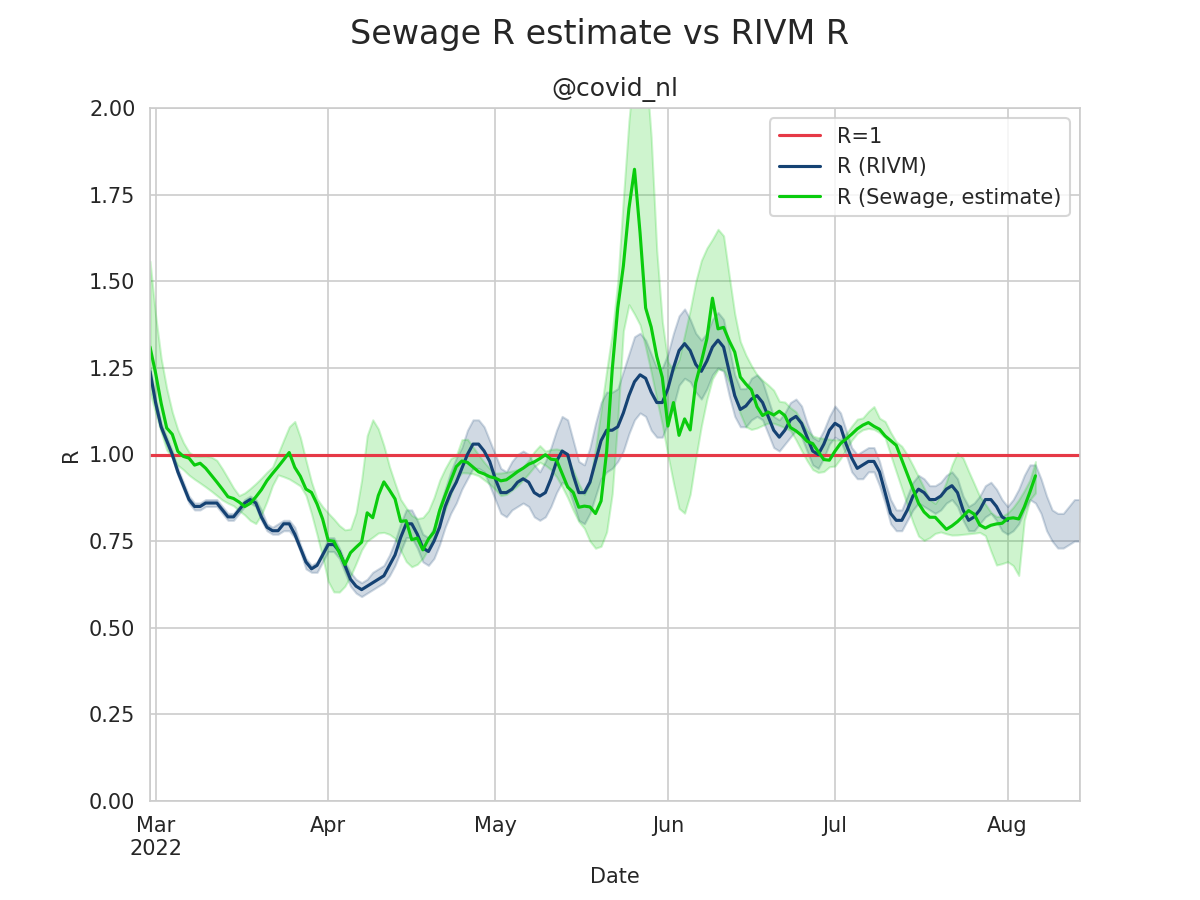 Sewage R estimate vs RIVM R
@covid_nl
2.00
1.75
1.50
1.25
1.00
0.75
0.50
0.25
0.00
R
R=1
R (RIVM)
R (Sewage, estimate)
Mar
2022
Apr
May
Jun
Jul
Aug
Date